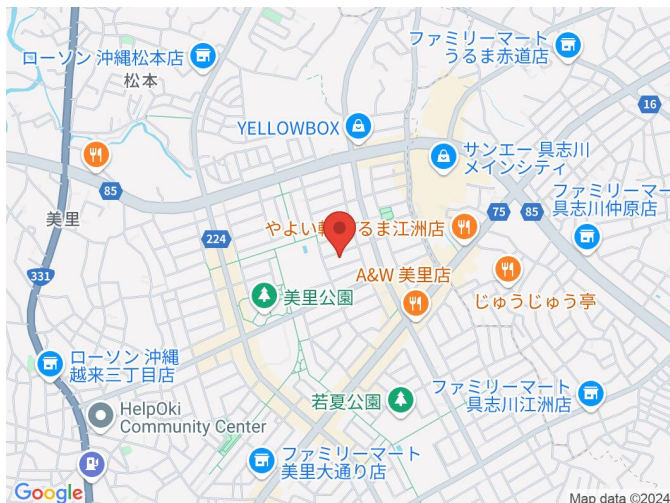 ローソン 沖縄松本店
松本
ファミリーマート
うるま赤道店
16
YELLOWBOX
サンエー 具志川
メインシティ
85
美里
224
やよい軒 うるま江洲店
75
85
ファミリーマート
具志川仲原店
331
A&W 美里店
美里公園
じゅうじゅう亭
ローソン 沖縄
越来三丁目店
HelpOki
Community Center
若夏公園
ファミリーマート
具志川江洲店
ファミリーマート
美里大通り店
Google
Map data ©2024